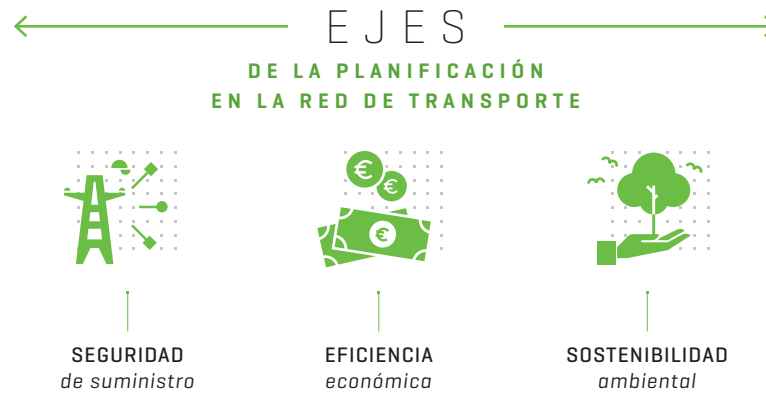 EJES
DE LA PLANIFICACIÓN
EN LA RED DE TRANSPORTE
SEGURIDAD
de suministro
EFICIENCIA
económica
SOSTENIBILIDAD
ambiental